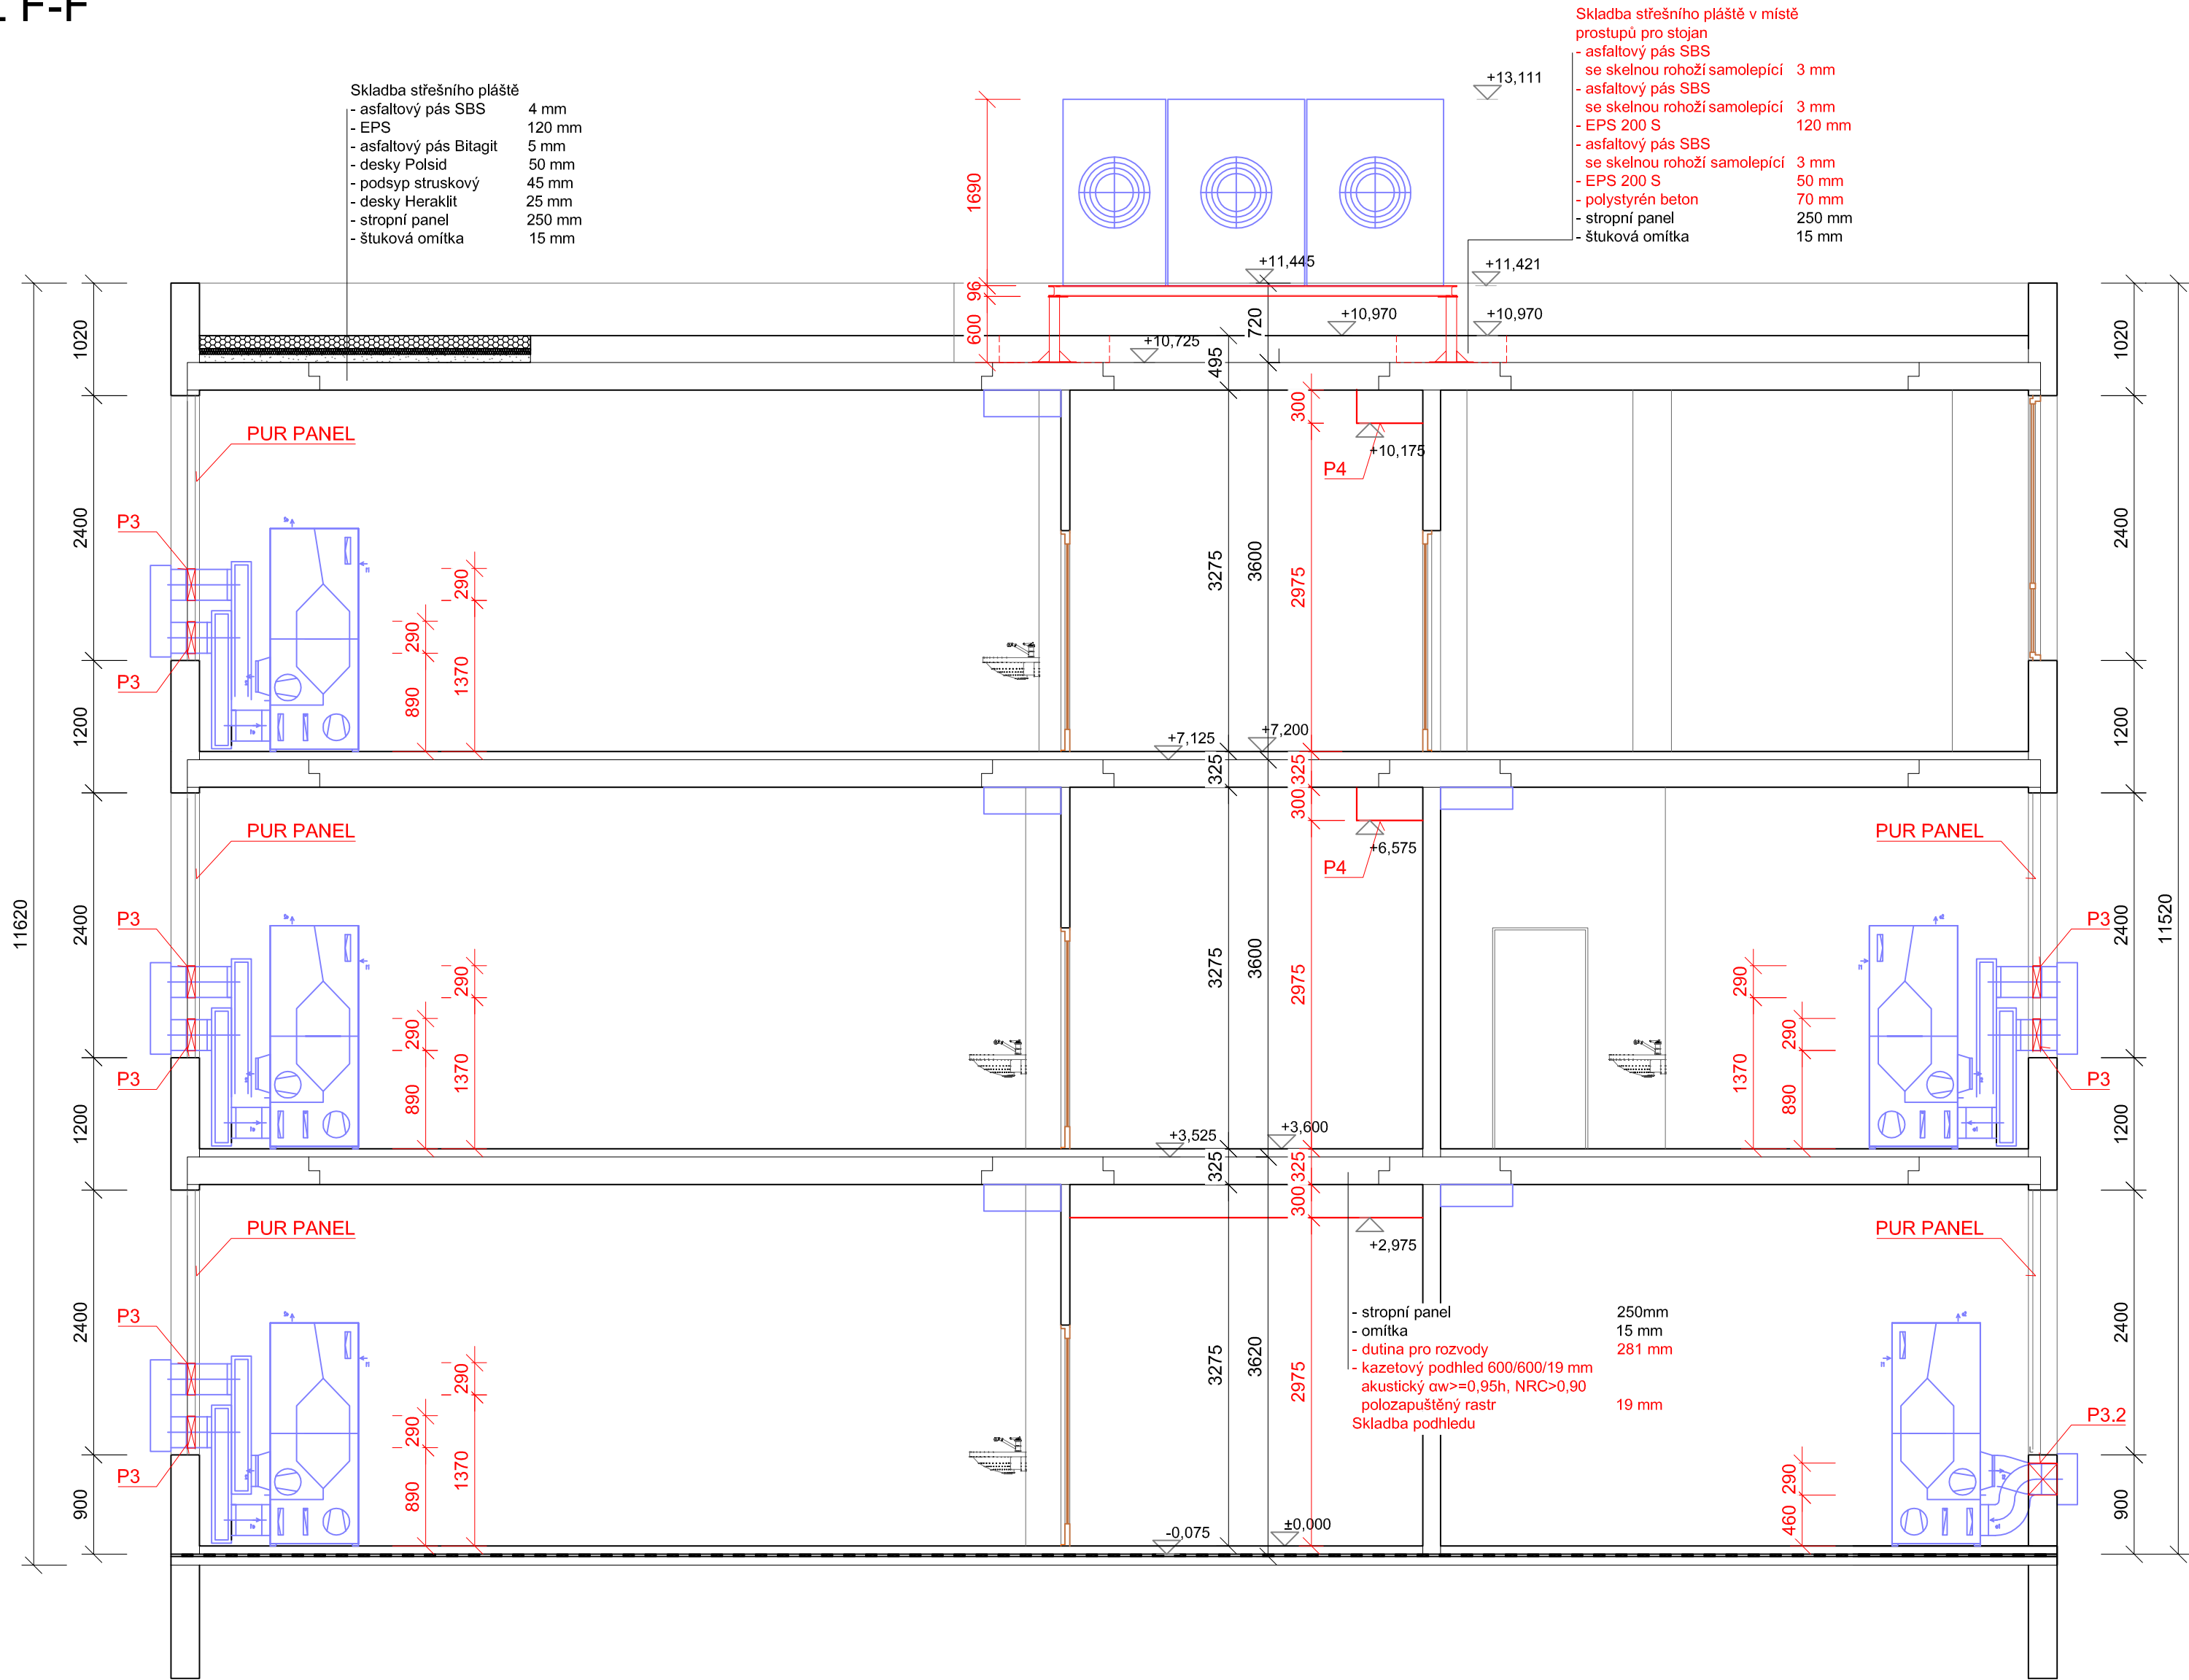 F-F
Skladba střešního pláště
- asfaltový pás SBS 4 mm
- EPS 120 mm
- asfaltový pás Bitagit 5 mm
- desky Polsid 50 mm
- podsyp struskový 45 mm
- desky Heraklit 25 mm
- stropní panel 250 mm
- štuková omítka 15 mm
Skladba střešního pláště v místě
prostupů pro stojan
- asfaltový pás SBS
se skelnou rohoží samolepící 3 mm
- asfaltový pás SBS
se skelnou rohoží samolepící 3 mm
- EPS 200 S 120 mm
- asfaltový pás SBS
se skelnou rohoží samolepící 3 mm
- EPS 200 S 50 mm
- polystyrén beton 70 mm
- stropní panel 250 mm
- štuková omítka 15 mm
+13,111
1690
+11,445
+11,421
96
600
720
+10,970
+10,970
+10,725
495
1020
1020
300
+10,175
P4
PUR PANEL
P3
P3
2400
2400
290
290
1370
890
3275
3600
2975
1200
1200
+7,125
+7,200
325
325
300
+6,575
P4
PUR PANEL
PUR PANEL
P3
P3
P3
P3
11620
11520
2400
2400
290
290
1370
890
3275
3600
2975
290
290
1370
890
1200
1200
+3,525
+3,600
325
325
300
+2,975
PUR PANEL
PUR PANEL
- stropní panel 250mm
- omítka 15 mm
- dutina pro rozvody 281 mm
- kazetový podhled 600/600/19 mm
akustický αw>=0,95h, NRC>0,90
polozapuštěný rastr 19 mm
Skladba podhledu
P3
P3
P3.2
2400
2400
290
290
1370
890
3275
3620
2975
290
460
900
900
-0,075
±0,000